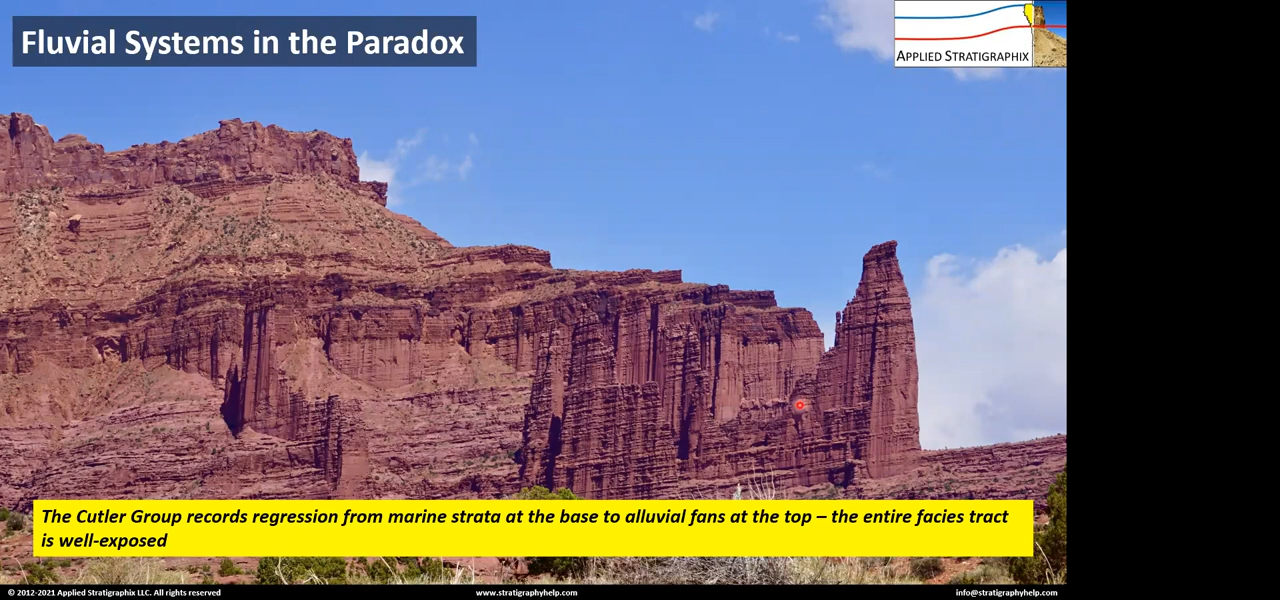 Fluvial Systems in the Paradox
APPLIED STRATIGRAPHIX
The Cutler Group records regression from marine strata at the base to alluvial fans at the top – the entire facies tract
is well-exposed
© 2012-2021 Applied Stratigraphix LLC. All rights reserved
www.stratigraphyhelp.com
info@stratigraphyhelp.com